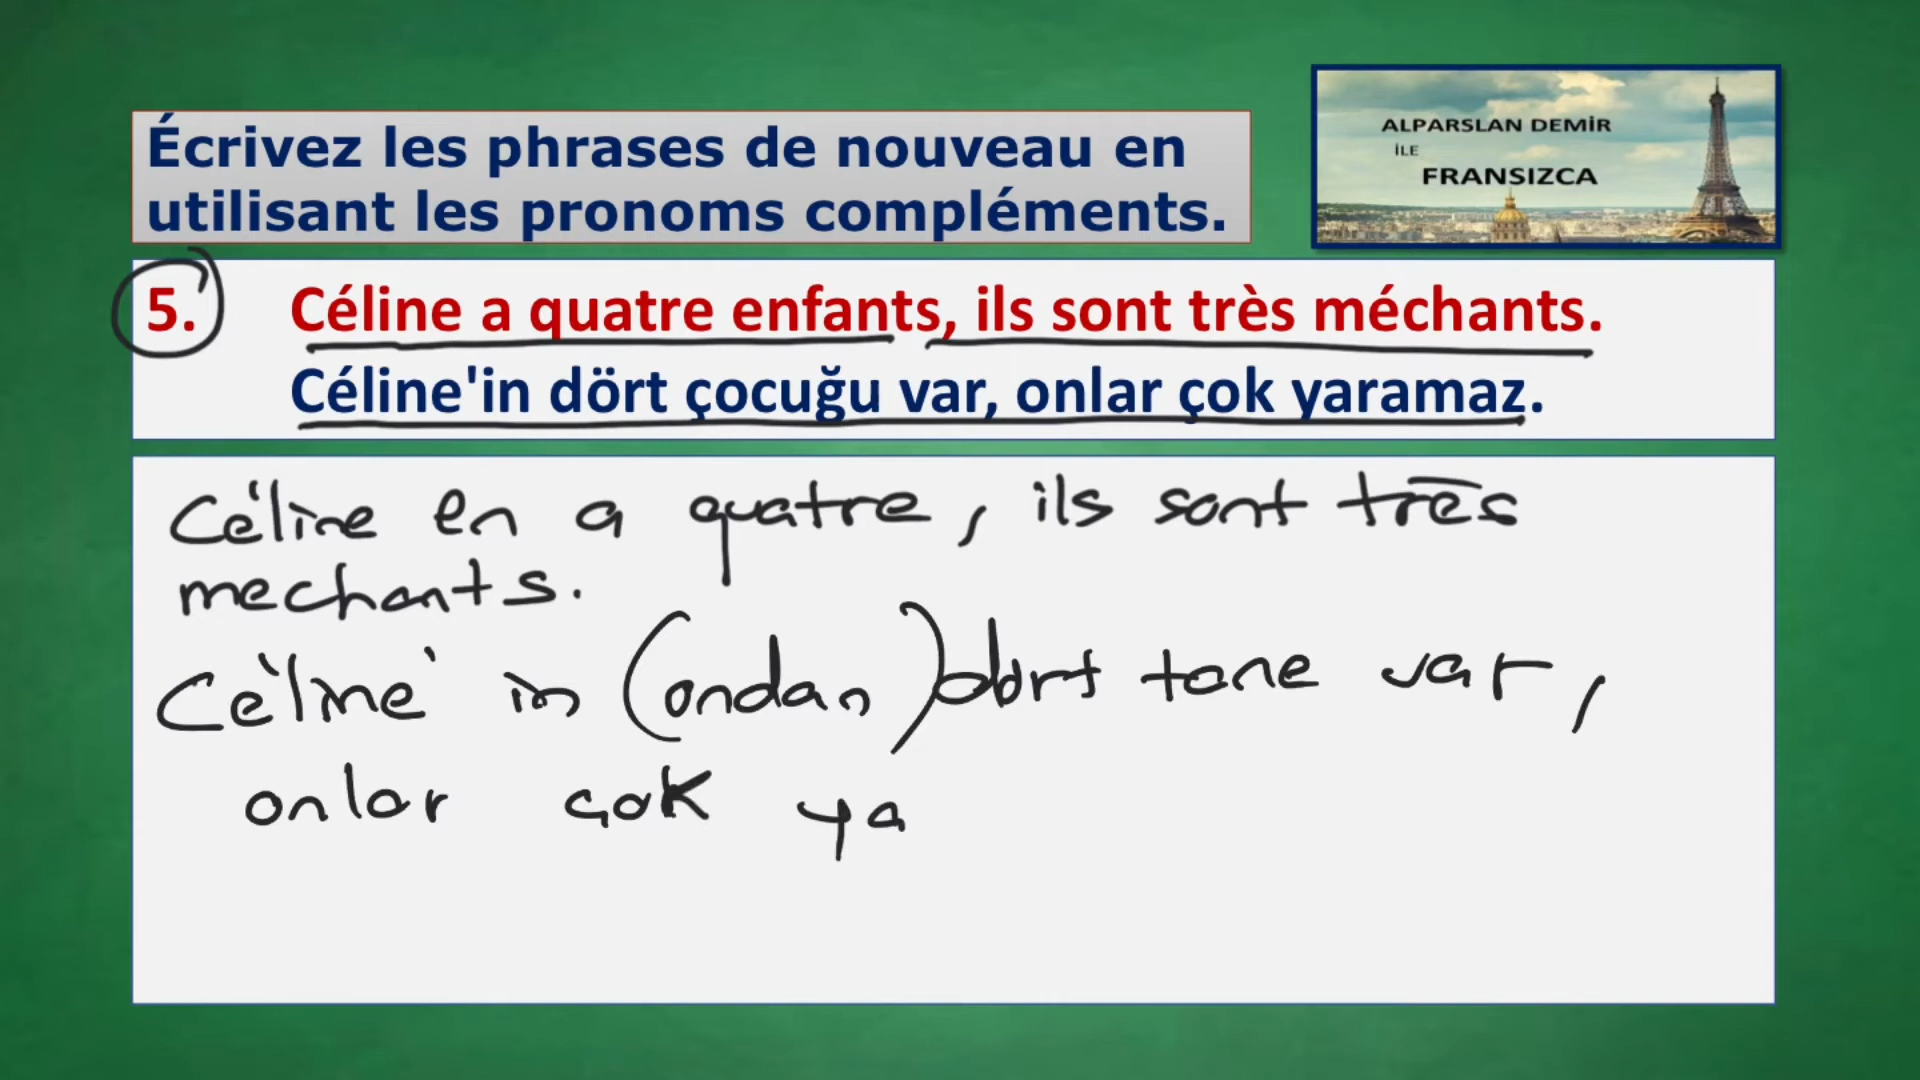 Écrivez les phrases de nouveau en
utilisant les pronoms compléments.
ALPARSLAN DEMİR
İLE
FRANSIZCA
5. Céline a quatre enfants, ils sont très méchants.
Céline'in dört çocuğu var, onlar çok yaramaz.
Céline en a quatre, ils sont très
mechants.
Céline'in (ondan) dört tane var,
onlar çok ya